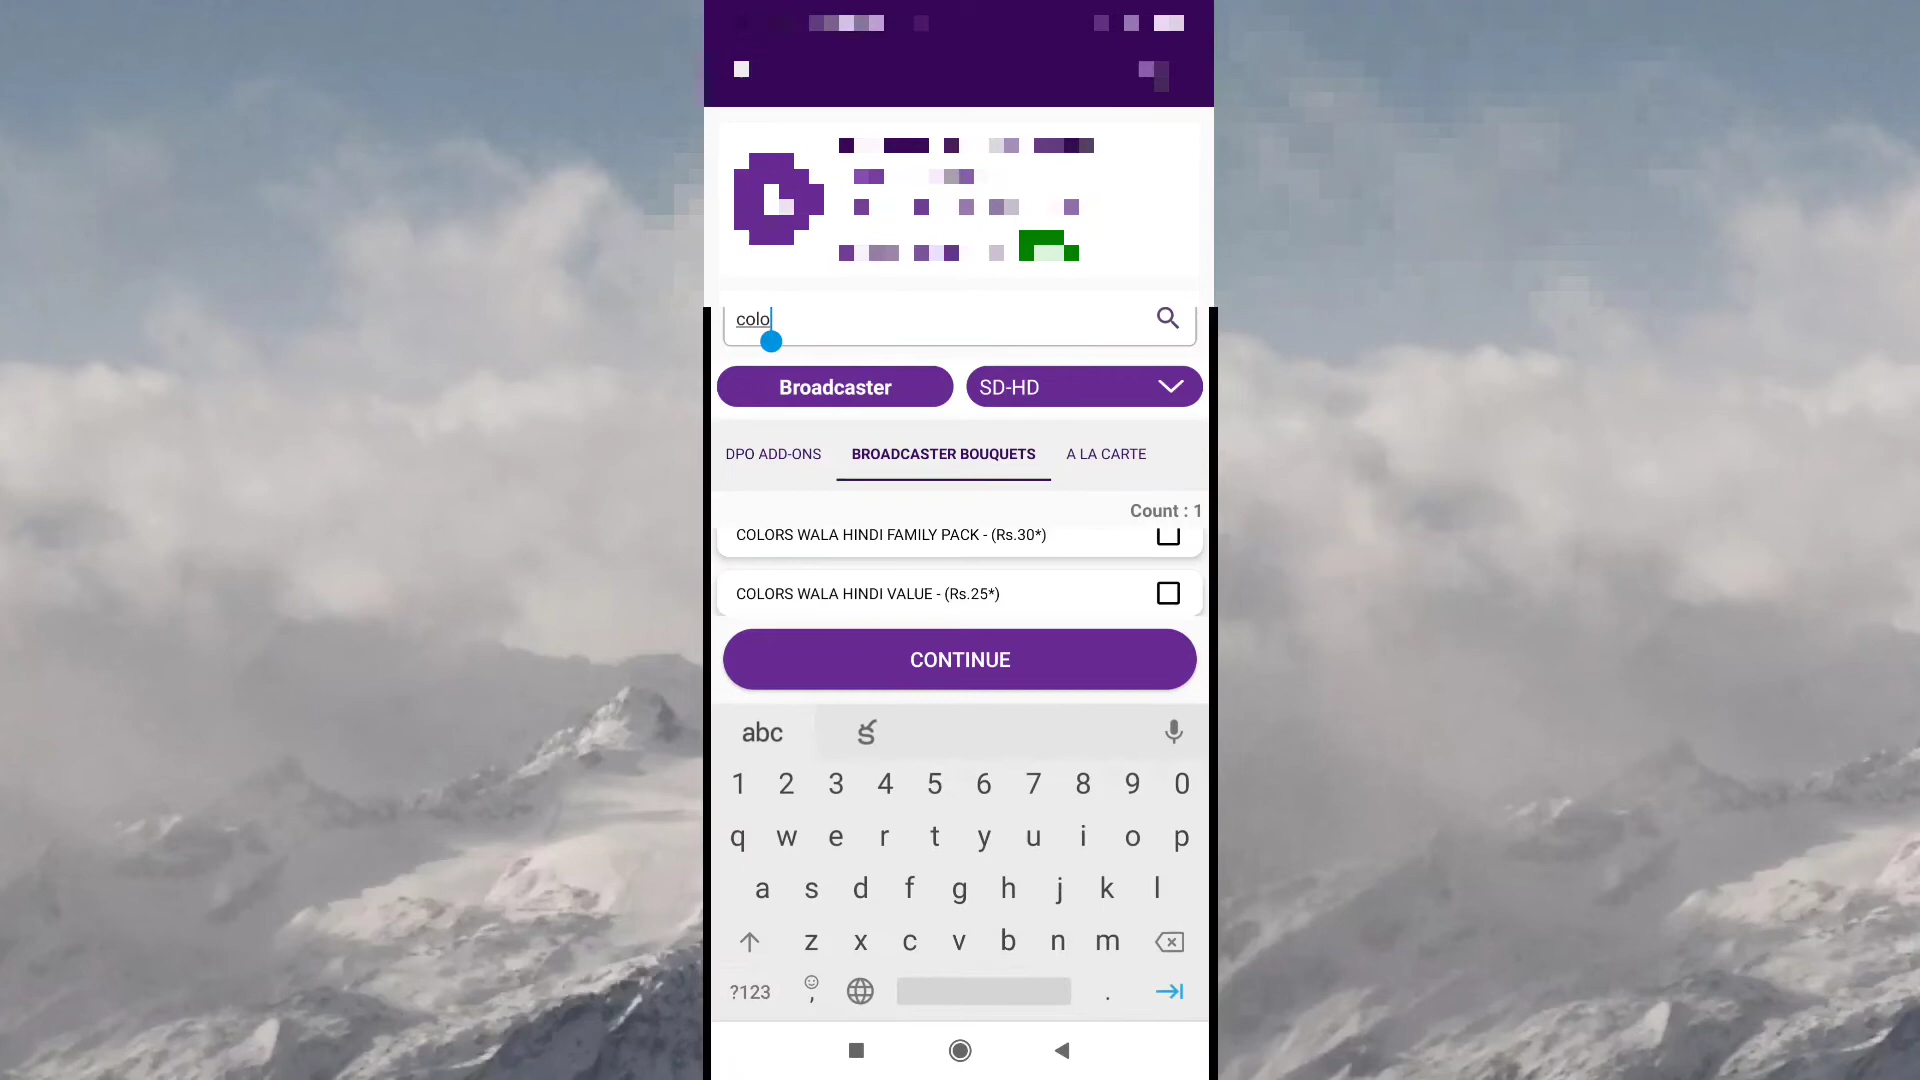 colo
Broadcaster
SD-HD
DPO ADD-ONS
BROADCASTER BOUQUETS
A LA CARTE
Count : 1
COLORS WALA HINDI FAMILY PACK - (Rs.30*)
COLORS WALA HINDI VALUE - (Rs.25*)
CONTINUE
abc
క
1 2 3 4 5 6 7 8 9 0
q w e r t y u i o p
a s d f g h j k l
z x c v b n m
?123 , .